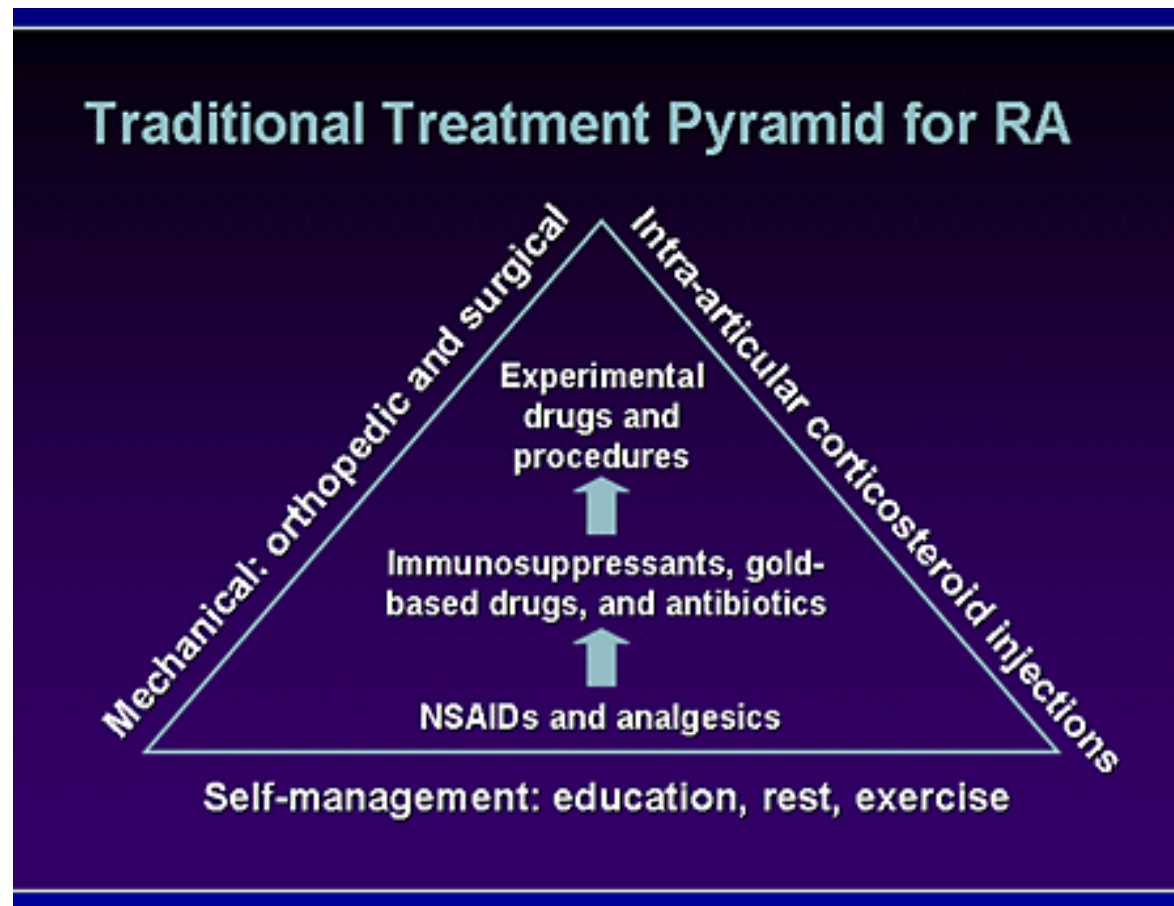 Traditional Treatment Pyramid for RA
Mechanical: orthopedic and surgical
Intra-articular corticosteroid injections
Experimental
drugs and
procedures
Immunosuppressants, gold-
based drugs, and antibiotics
NSAIDs and analgesics
Self-management: education, rest, exercise